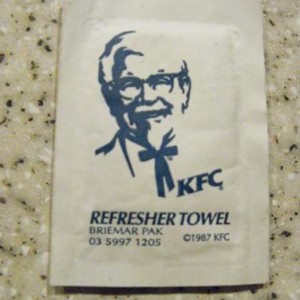 KFC
REFRESHER TOWEL
BRIEMAR PAK
03 5997 1205 ©1987 KFC